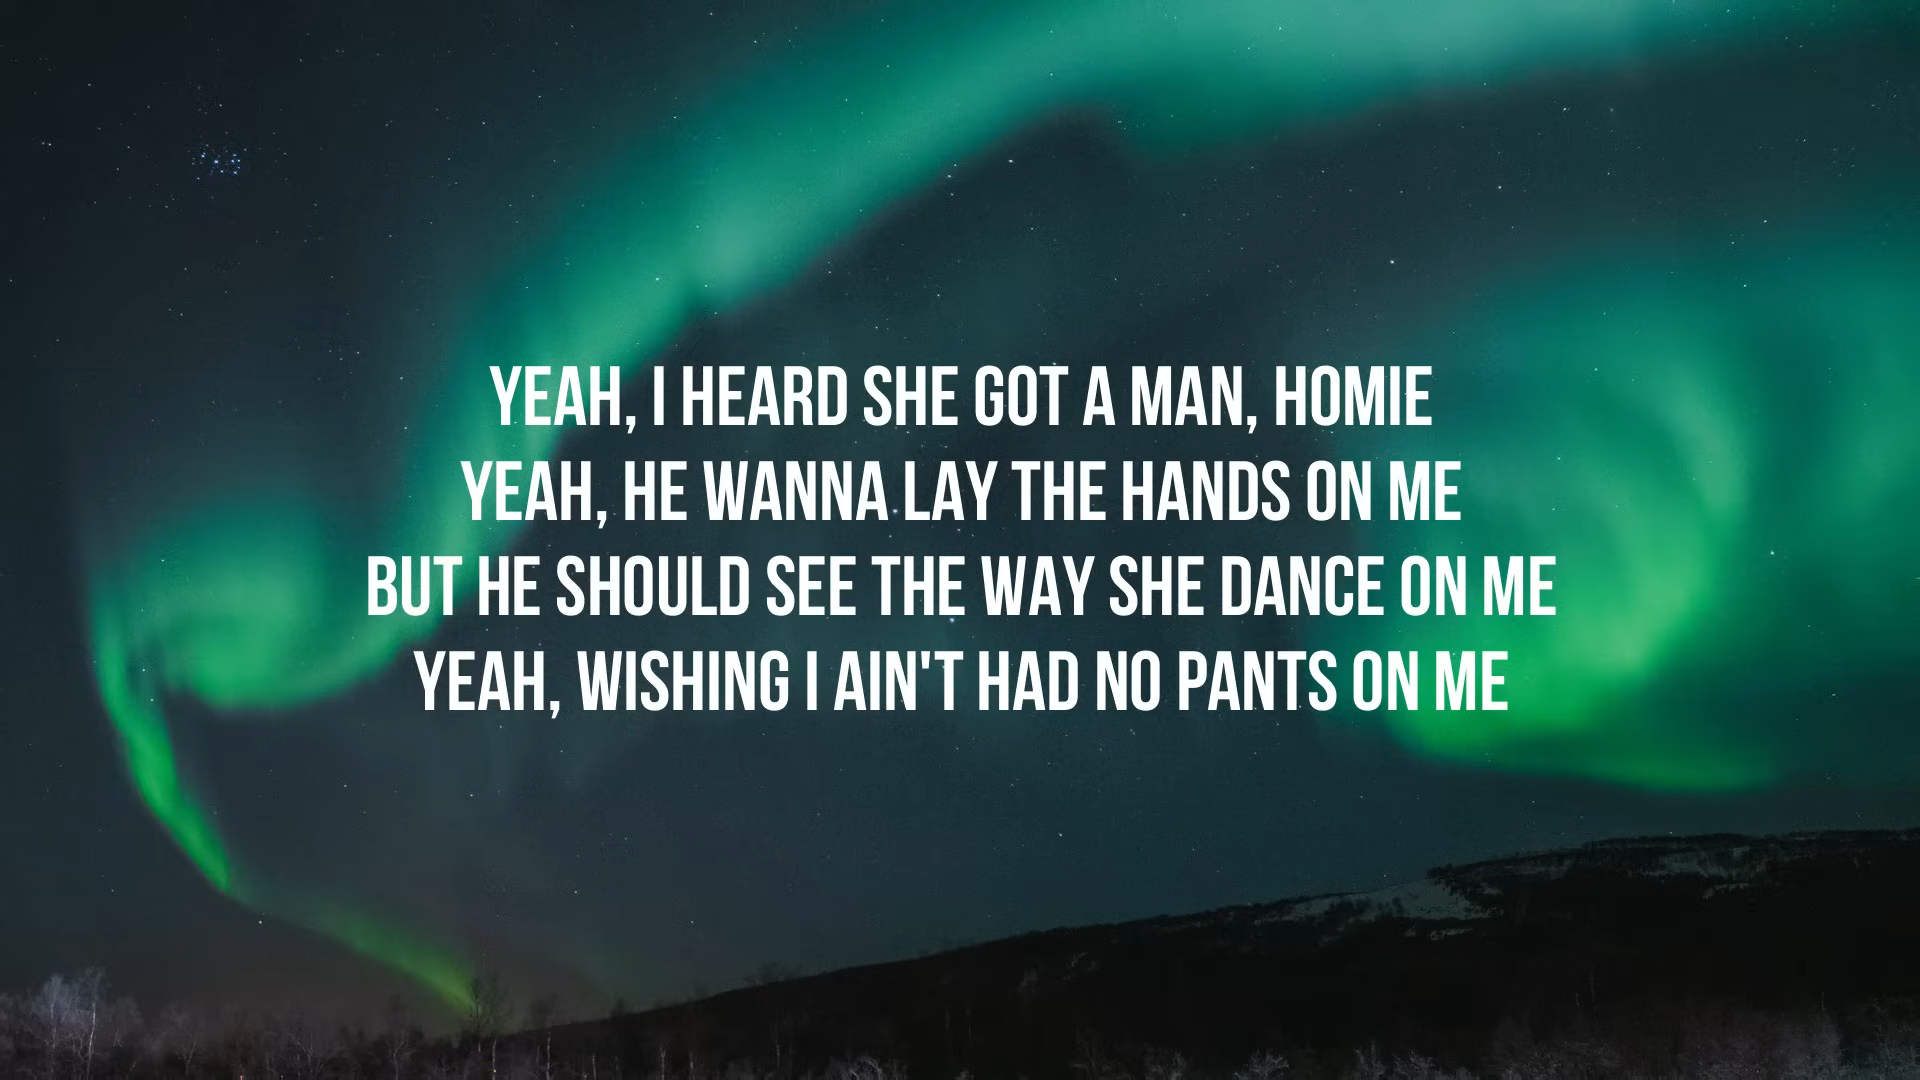 YEAH, I HEARD SHE GOT A MAN, HOMIE
YEAH, HE WANNA LAY THE HANDS ON ME
BUT HE SHOULD SEE THE WAY SHE DANCE ON ME
YEAH, WISHING I AIN'T HAD NO PANTS ON ME